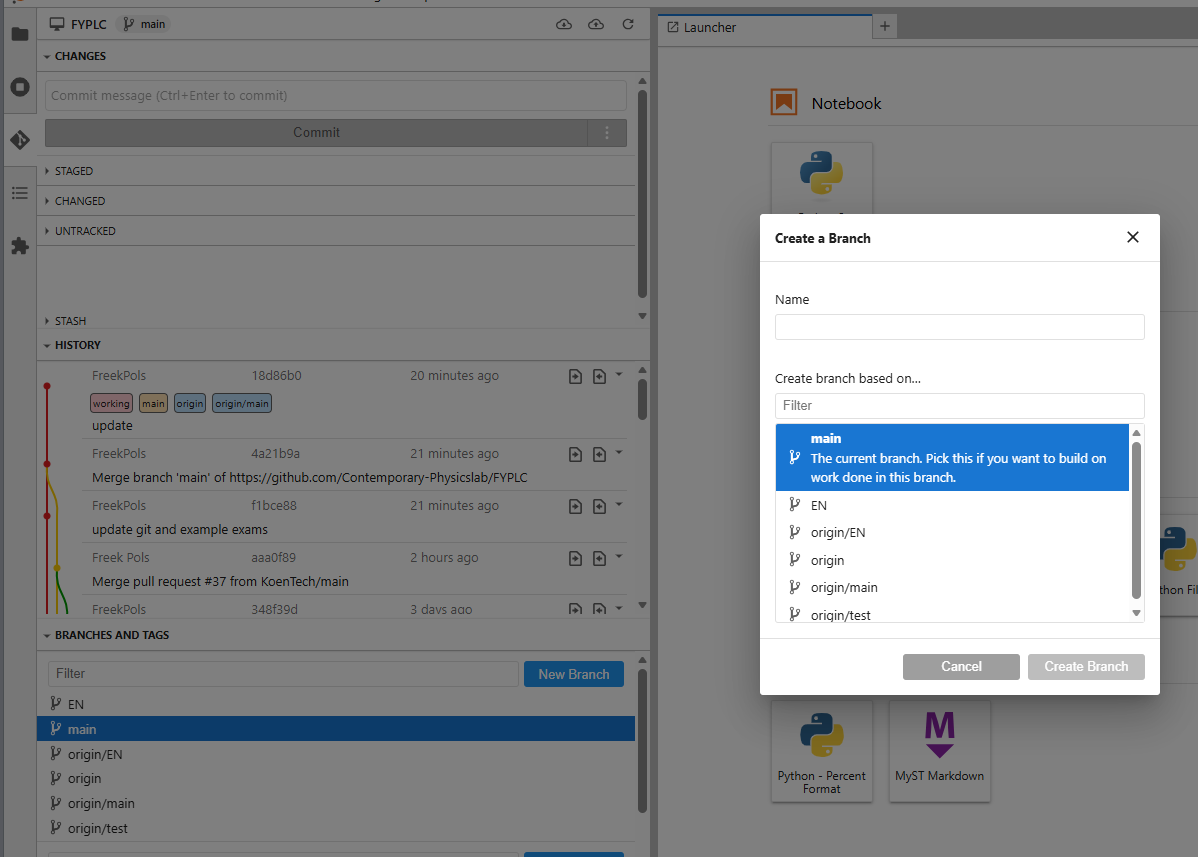 FYPLC
main
CHANGES
Commit message (Ctrl+Enter to commit)
Commit
STAGED
CHANGED
UNTRACKED
STASH
HISTORY
FreekPols 18d86b0 20 minutes ago
working main origin origin/main
update
FreekPols 4a21b9a 21 minutes ago
Merge branch 'main' of https://github.com/Contemporary-Physicslab/FYPLC
FreekPols f1bce88 21 minutes ago
update git and example exams
Freek Pols aaa0f89 2 hours ago
Merge pull request #37 from KoenTech/main
FreekPols 348f39d 3 days ago
BRANCHES AND TAGS
Filter
New Branch
EN
main
origin/EN
origin
origin/main
origin/test
Launcher
Notebook
Create a Branch
Name
Create branch based on...
Filter
main
The current branch. Pick this if you want to build on
work done in this branch.
EN
origin/EN
origin
origin/main
origin/test
Cancel
Create Branch
Python - Percent
Format
MyST Markdown